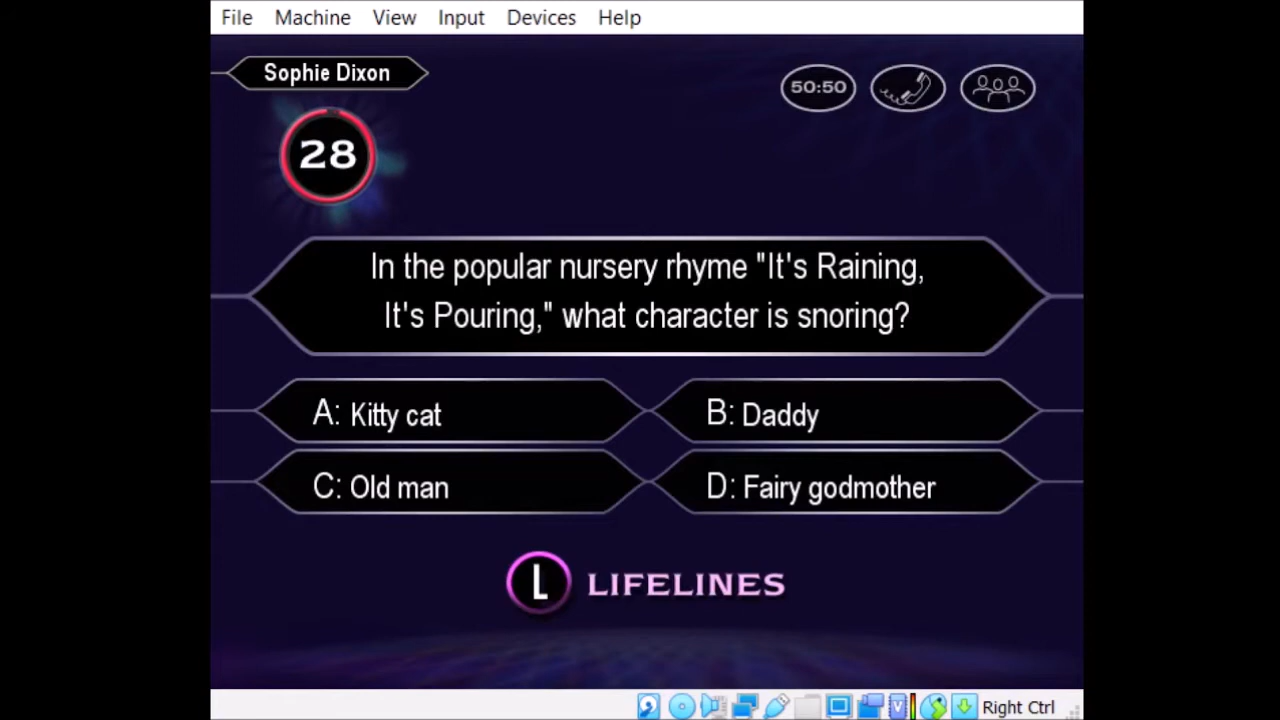 File Machine View Input Devices Help
Sophie Dixon
50:50
28
In the popular nursery rhyme "It's Raining,
It's Pouring," what character is snoring?
A: Kitty cat
B: Daddy
C: Old man
D: Fairy godmother
L LIFELINES
V
Right Ctrl